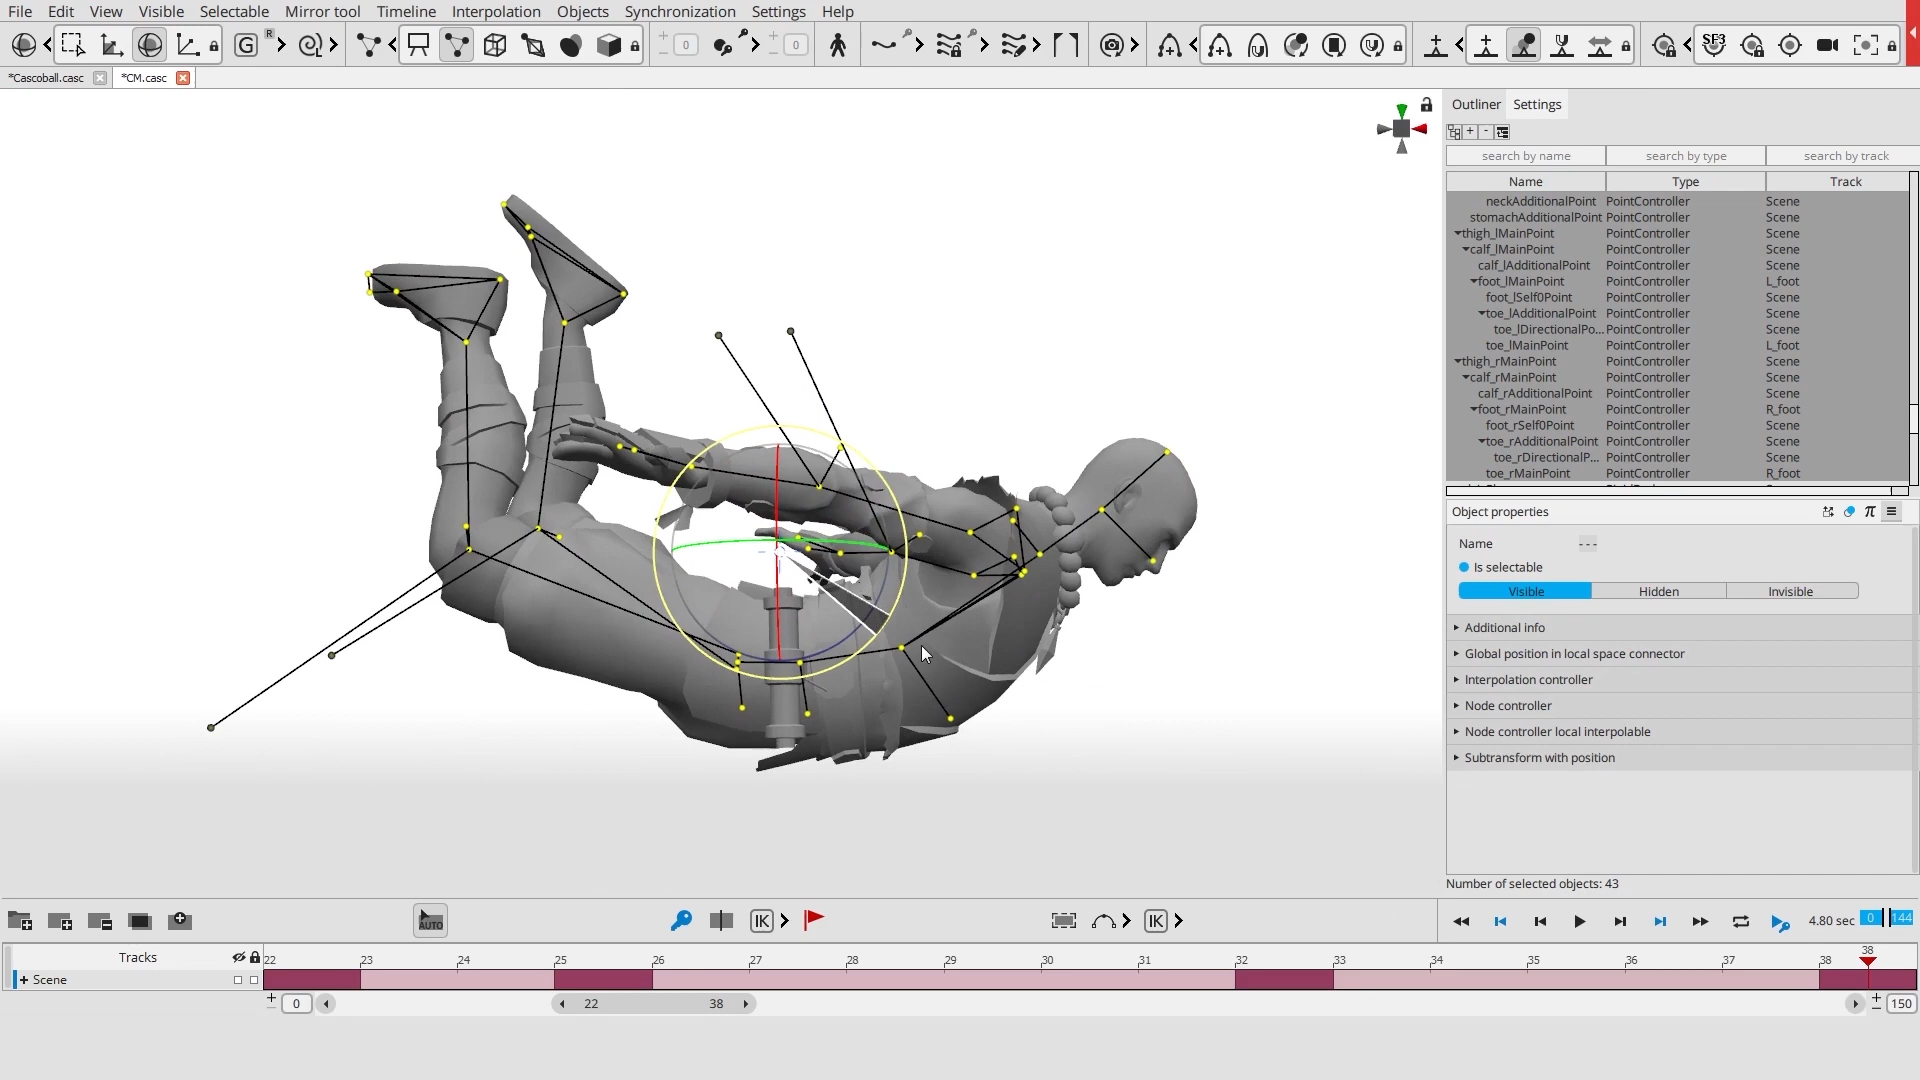 File Edit View Visible Selectable Mirror tool Timeline Interpolation Objects Synchronization Settings Help
G R 0 0 SF3
*Cascoball.casc *CM.casc
Outliner Settings
+ -
search by name search by type search by track
Name Type Track
neckAdditionalPoint PointController Scene
stomachAdditionalPoint PointController Scene
thigh_lMainPoint PointController Scene
calf_lMainPoint PointController Scene
calf_lAdditionalPoint PointController Scene
foot_lMainPoint PointController L_foot
foot_lSelf0Point PointController Scene
toe_lAdditionalPoint PointController Scene
toe_lDirectionalPo... PointController Scene
toe_lMainPoint PointController L_foot
thigh_rMainPoint PointController Scene
calf_rMainPoint PointController Scene
calf_rAdditionalPoint PointController Scene
foot_rMainPoint PointController R_foot
foot_rSelf0Point PointController Scene
toe_rAdditionalPoint PointController Scene
toe_rDirectionalP... PointController Scene
toe_rMainPoint PointController R_foot
Object properties
Name ---
Is selectable
Visible Hidden Invisible
Additional info
Global position in local space connector
Interpolation controller
Node controller
Node controller local interpolable
Subtransform with position
Number of selected objects: 43
AUTO IK IK 4.80 sec 0 144
Tracks 22 23 24 25 26 27 28 29 30 31 32 33 34 35 36 37 38 38
+ Scene
0 22 38 150